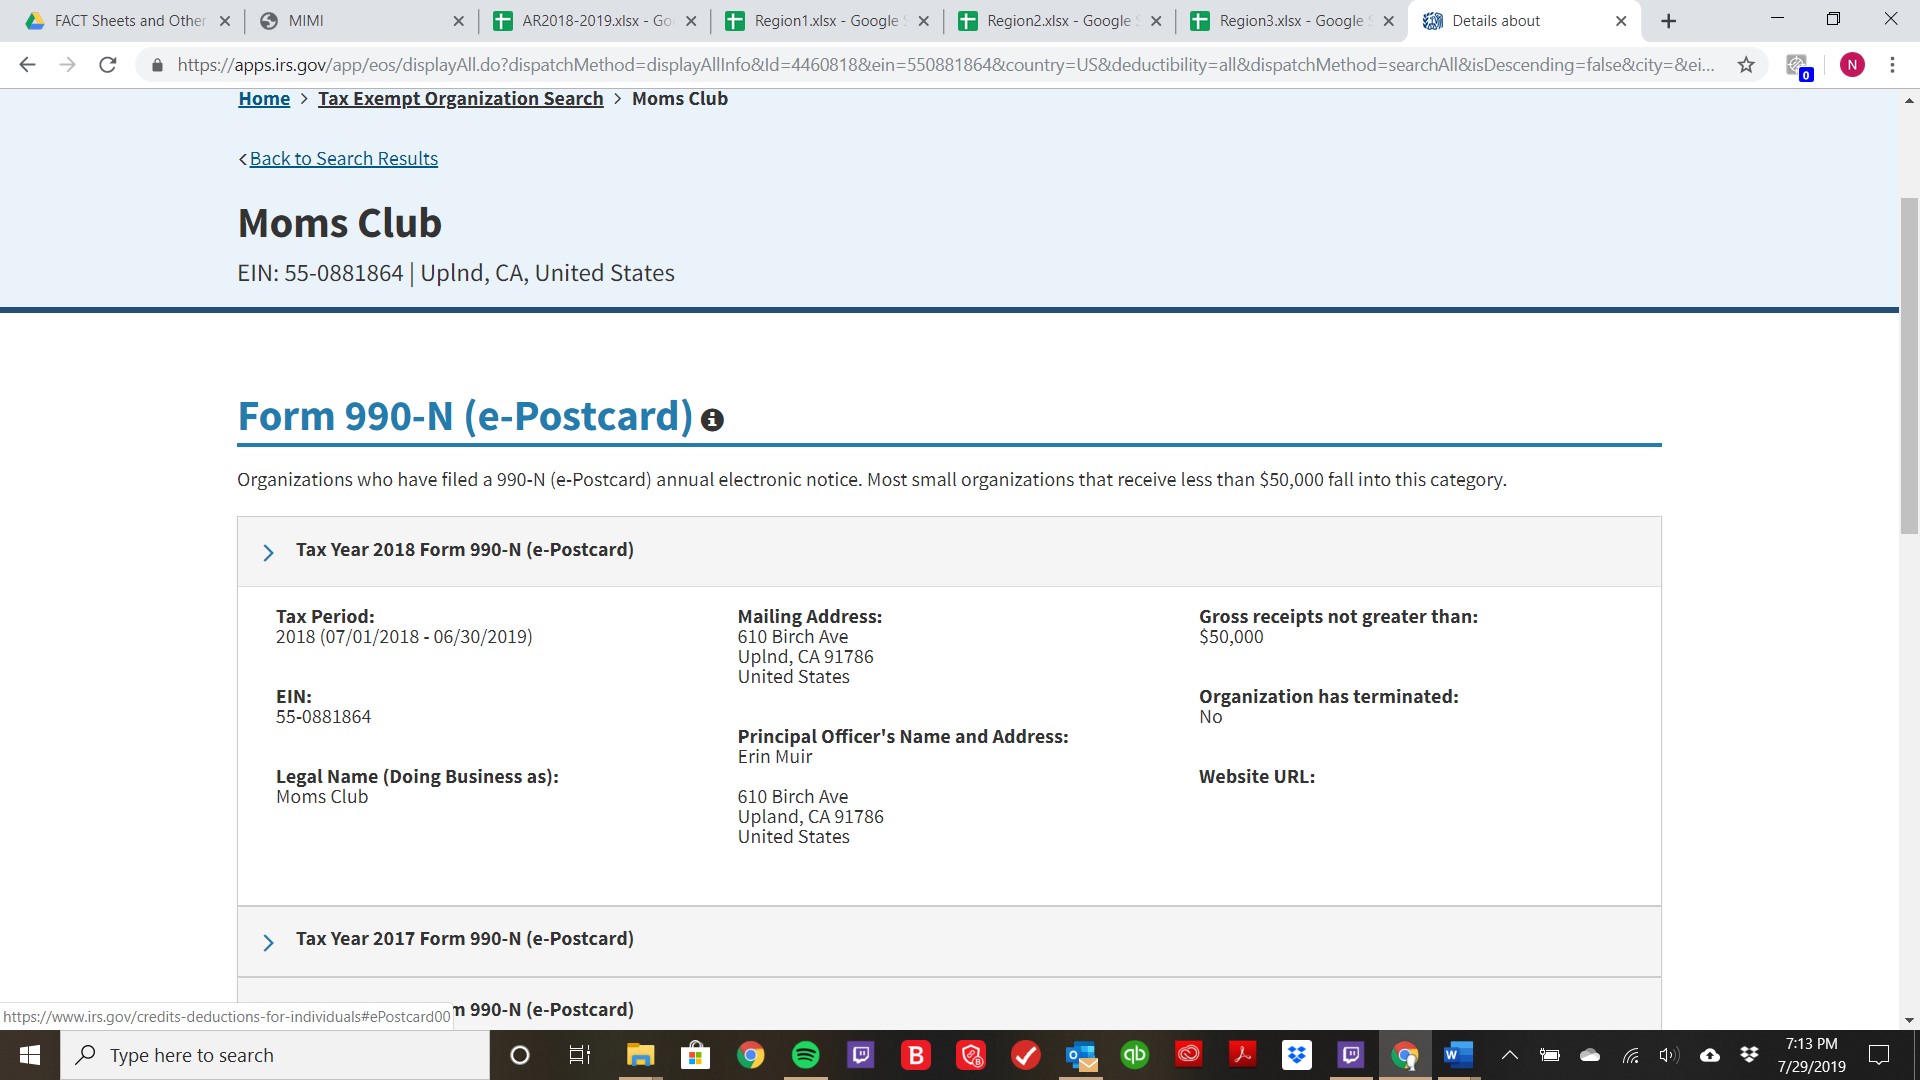 FACT Sheets and Other
MIMI
AR2018-2019.xlsx - Go
Region1.xlsx - Google S
Region2.xlsx - Google S
Region3.xlsx - Google S
Details about
https://apps.irs.gov/app/eos/displayAll.do?dispatchMethod=displayAllInfo&Id=4460818&ein=550881864&country=US&deductibility=all&dispatchMethod=searchAll&isDescending=false&city=&ei...
0
N
Home > Tax Exempt Organization Search > Moms Club
<Back to Search Results
Moms Club
EIN: 55-0881864 | Uplnd, CA, United States
Form 990-N (e-Postcard)
Organizations who have filed a 990-N (e-Postcard) annual electronic notice. Most small organizations that receive less than $50,000 fall into this category.
Tax Year 2018 Form 990-N (e-Postcard)
Tax Period:
2018 (07/01/2018 - 06/30/2019)
EIN:
55-0881864
Legal Name (Doing Business as):
Moms Club
Mailing Address:
610 Birch Ave
Uplnd, CA 91786
United States
Principal Officer's Name and Address:
Erin Muir
610 Birch Ave
Upland, CA 91786
United States
Gross receipts not greater than:
$50,000
Organization has terminated:
No
Website URL:
Tax Year 2017 Form 990-N (e-Postcard)
m 990-N (e-Postcard)
https://www.irs.gov/credits-deductions-for-individuals#ePostcard00
Type here to search
7:13 PM
7/29/2019